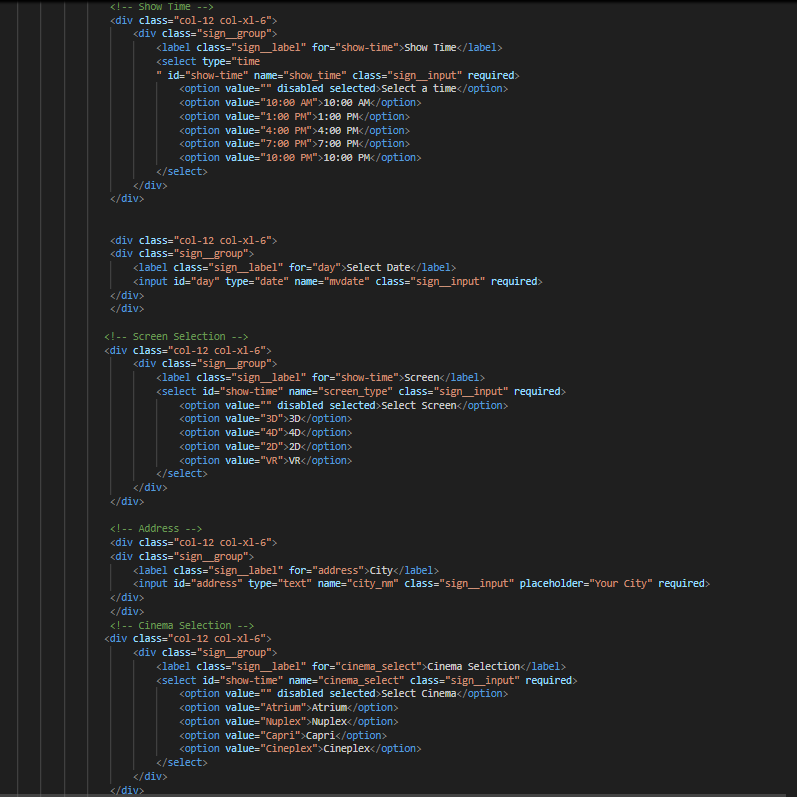 <!-- Show Time -->
<div class="col-12 col-xl-6">
<div class="sign__group">
<label class="sign__label" for="show-time">Show Time</label>
<select type="time
" id="show-time" name="show_time" class="sign__input" required>
<option value="" disabled selected>Select a time</option>
<option value="10:00 AM">10:00 AM</option>
<option value="1:00 PM">1:00 PM</option>
<option value="4:00 PM">4:00 PM</option>
<option value="7:00 PM">7:00 PM</option>
<option value="10:00 PM">10:00 PM</option>
</select>
</div>
</div>
<div class="col-12 col-xl-6">
<div class="sign__group">
<label class="sign__label" for="day">Select Date</label>
<input id="day" type="date" name="mvdate" class="sign__input" required>
</div>
</div>
<!-- Screen Selection -->
<div class="col-12 col-xl-6">
<div class="sign__group">
<label class="sign__label" for="show-time">Screen</label>
<select id="show-time" name="screen_type" class="sign__input" required>
<option value="" disabled selected>Select Screen</option>
<option value="3D">3D</option>
<option value="4D">4D</option>
<option value="2D">2D</option>
<option value="VR">VR</option>
</select>
</div>
</div>
<!-- Address -->
<div class="col-12 col-xl-6">
<div class="sign__group">
<label class="sign__label" for="address">City</label>
<input id="address" type="text" name="city_nm" class="sign__input" placeholder="Your City" required>
</div>
</div>
<!-- Cinema Selection -->
<div class="col-12 col-xl-6">
<div class="sign__group">
<label class="sign__label" for="cinema_select">Cinema Selection</label>
<select id="show-time" name="cinema_select" class="sign__input" required>
<option value="" disabled selected>Select Cinema</option>
<option value="Atrium">Atrium</option>
<option value="Nuplex">Nuplex</option>
<option value="Capri">Capri</option>
<option value="Cineplex">Cineplex</option>
</select>
</div>
</div>